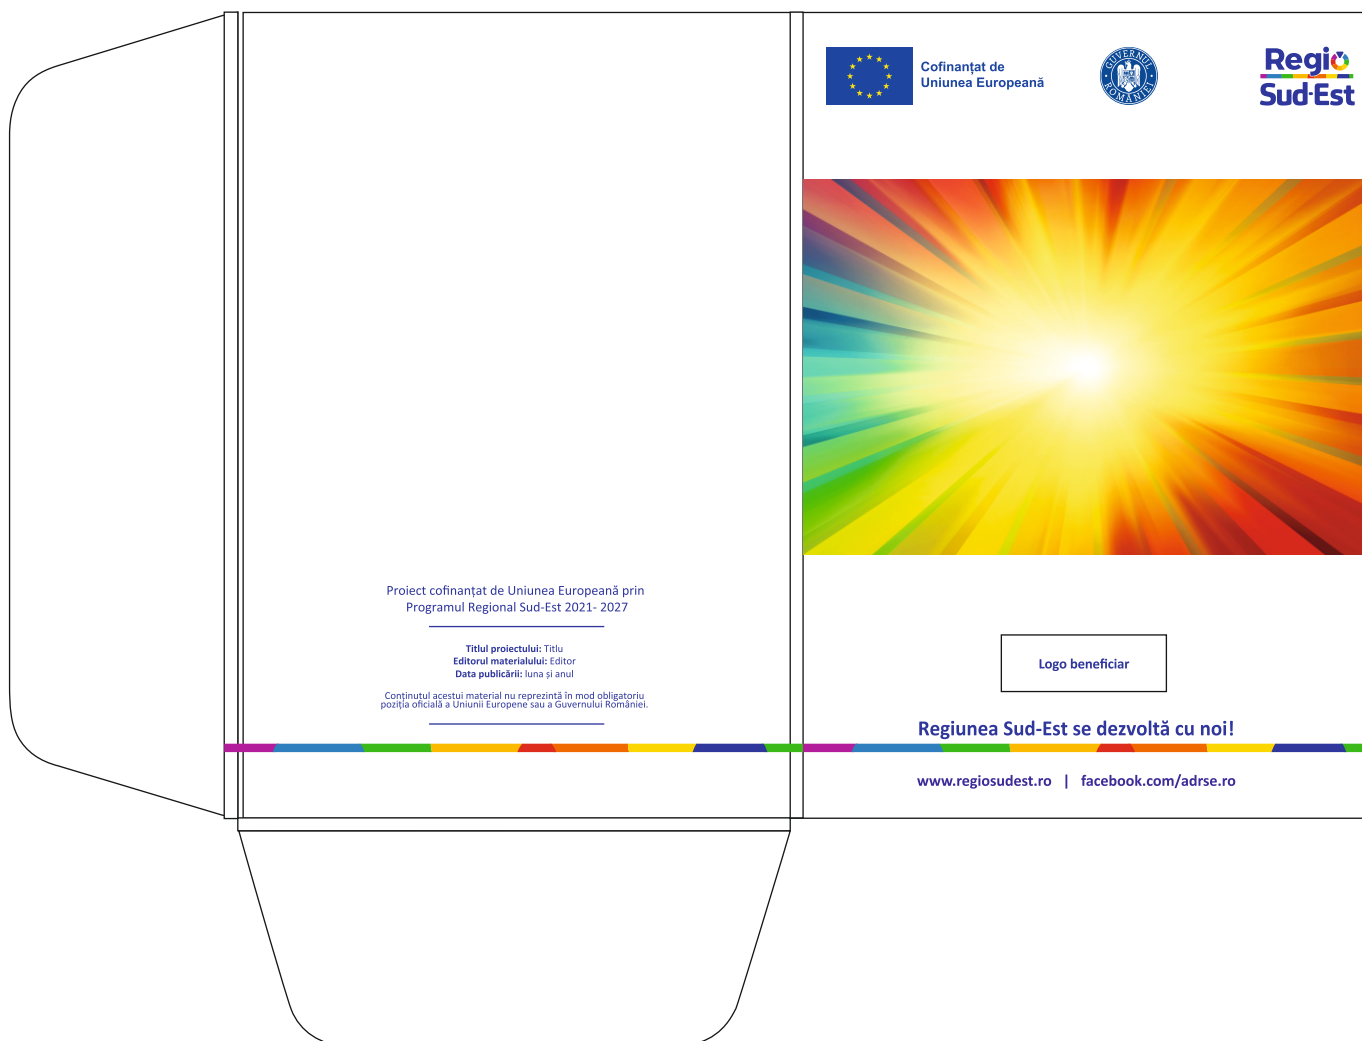 Cofinanțat de
Uniunea Europeană
GUVERNUL ROMÂNIEI
Regio
Sud-Est
Proiect cofinanțat de Uniunea Europeană prin
Programul Regional Sud-Est 2021- 2027
Titlul proiectului: Titlu
Editorul materialului: Editor
Data publicării: luna și anul
Conținutul acestui material nu reprezintă în mod obligatoriu
poziția oficială a Uniunii Europene sau a Guvernului României.
Logo beneficiar
Regiunea Sud-Est se dezvoltă cu noi!
www.regiosudest.ro | facebook.com/adrse.ro